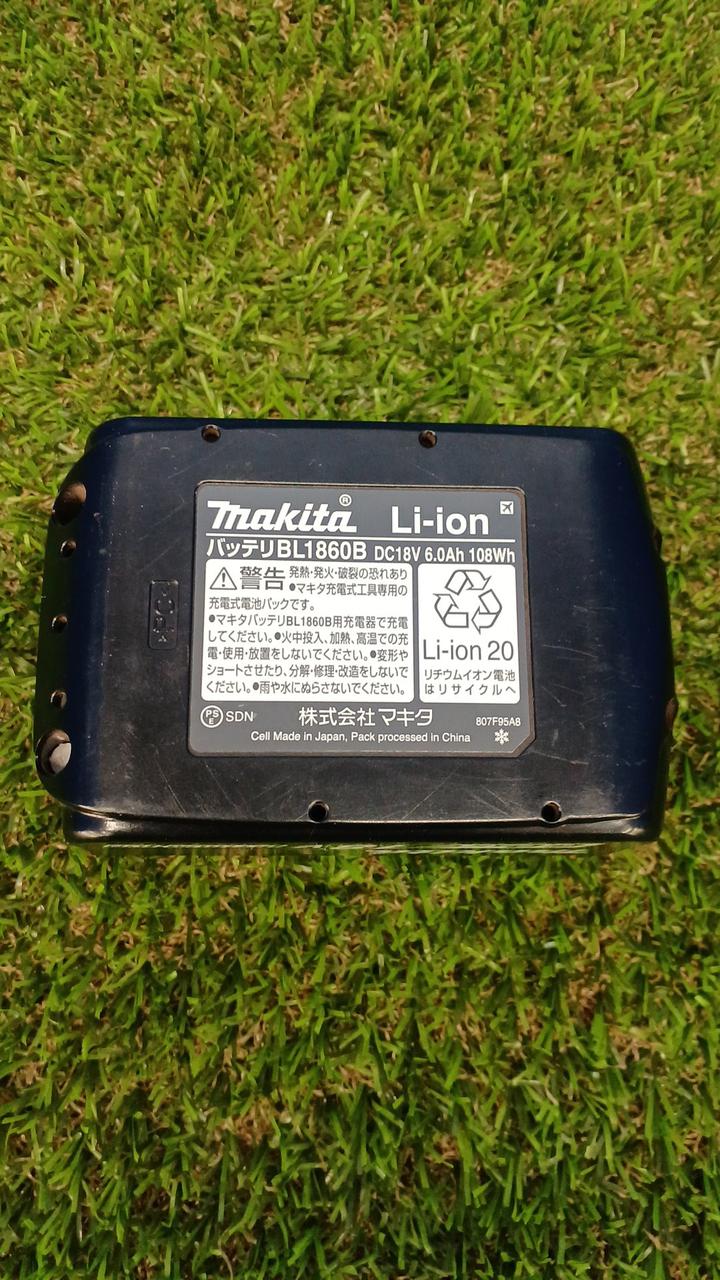 makita® Li-ion
バッテリBL1860B DC18V 6.0Ah 108Wh
警告 発熱・発火・破裂の恐れあり
●マキタ充電式工具専用の
充電式電池パックです。
●マキタバッテリBL1860B用充電器で充電
してください。●火中投入、加熱、高温での充
電・使用・放置をしないでください。●変形や
ショートさせたり、分解・修理・改造をしないで
ください。●雨や水にぬらさないでください。
Li-ion 20
リチウムイオン電池
はリサイクルへ
PS
E SDN 株式会社マキタ 807F95A8
Cell Made in Japan, Pack processed in China